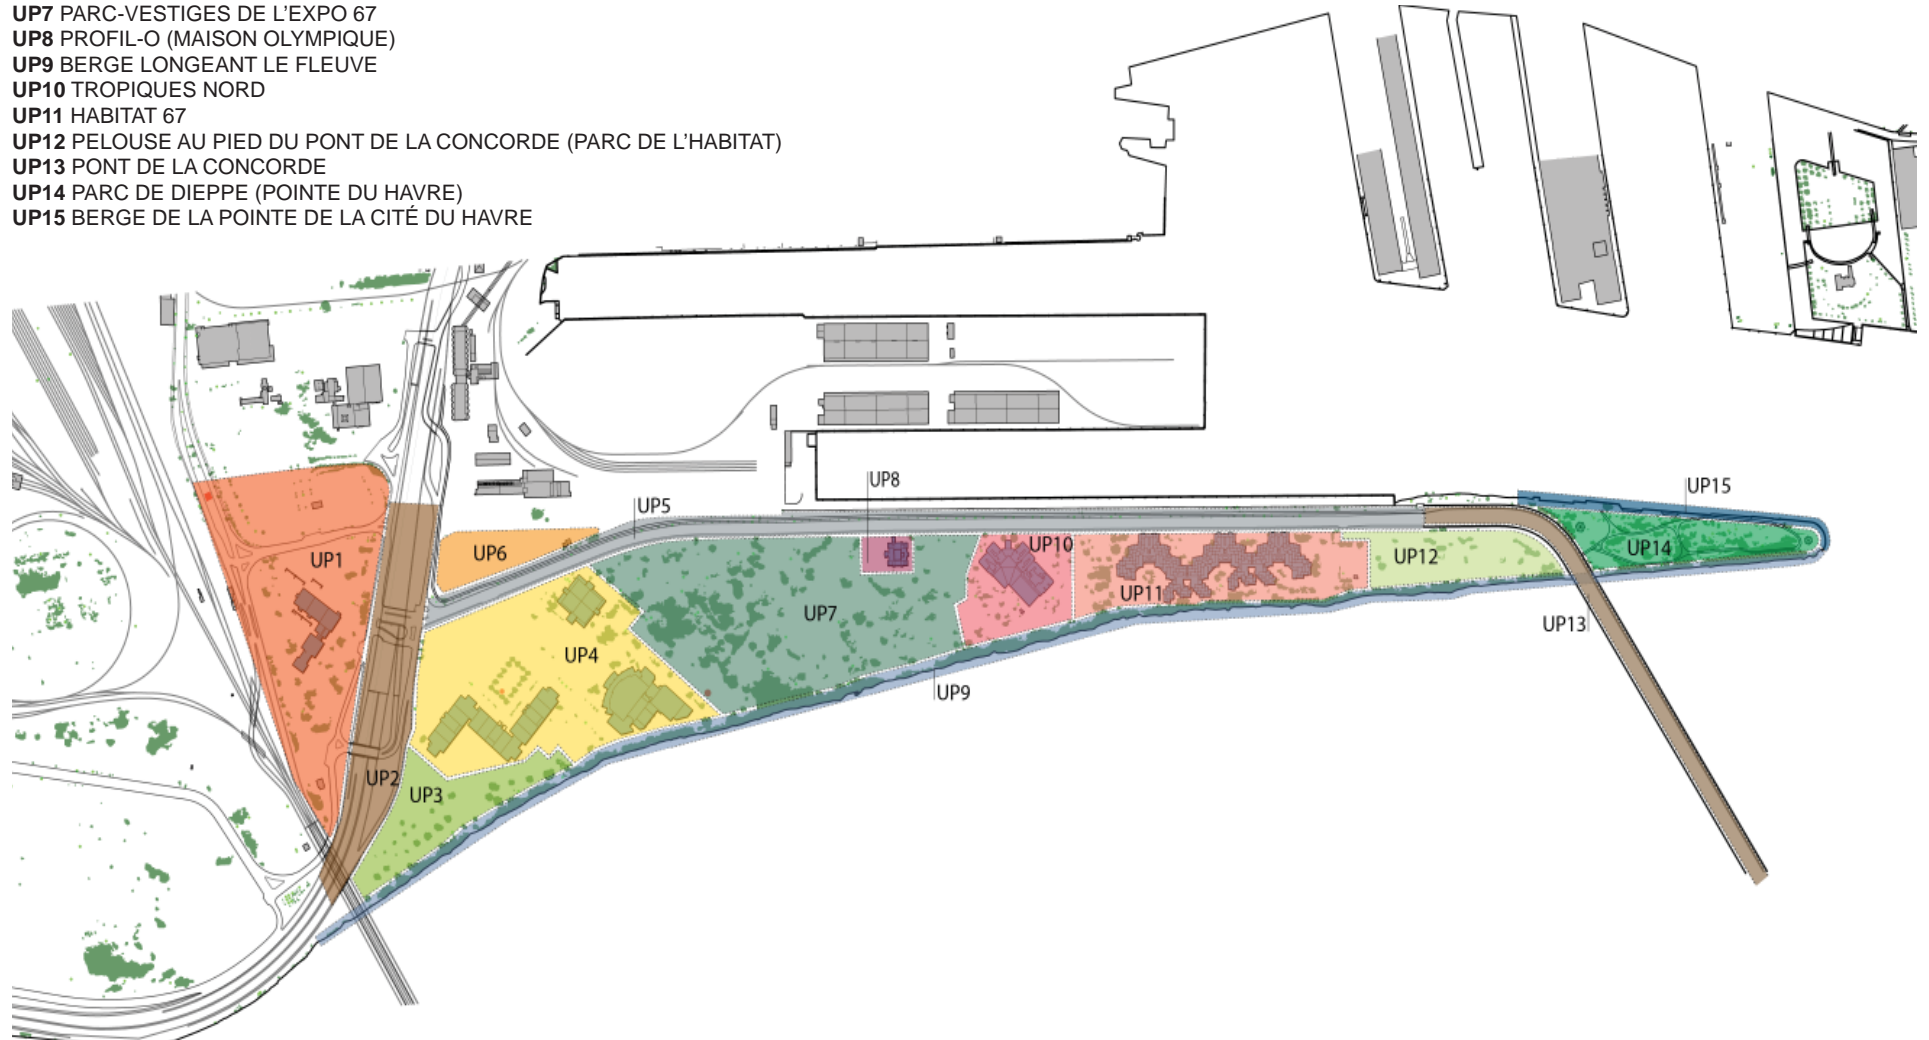 UP7 PARC-VESTIGES DE L'EXPO 67
UP8 PROFIL-O (MAISON OLYMPIQUE)
UP9 BERGE LONGEANT LE FLEUVE
UP10 TROPIQUES NORD
UP11 HABITAT 67
UP12 PELOUSE AU PIED DU PONT DE LA CONCORDE (PARC DE L'HABITAT)
UP13 PONT DE LA CONCORDE
UP14 PARC DE DIEPPE (POINTE DU HAVRE)
UP15 BERGE DE LA POINTE DE LA CITÉ DU HAVRE
UP8
UP15
UP5
UP10
UP14
UP6
UP12
UP1
UP11
UP7
UP13
UP4
UP9
UP2
UP3